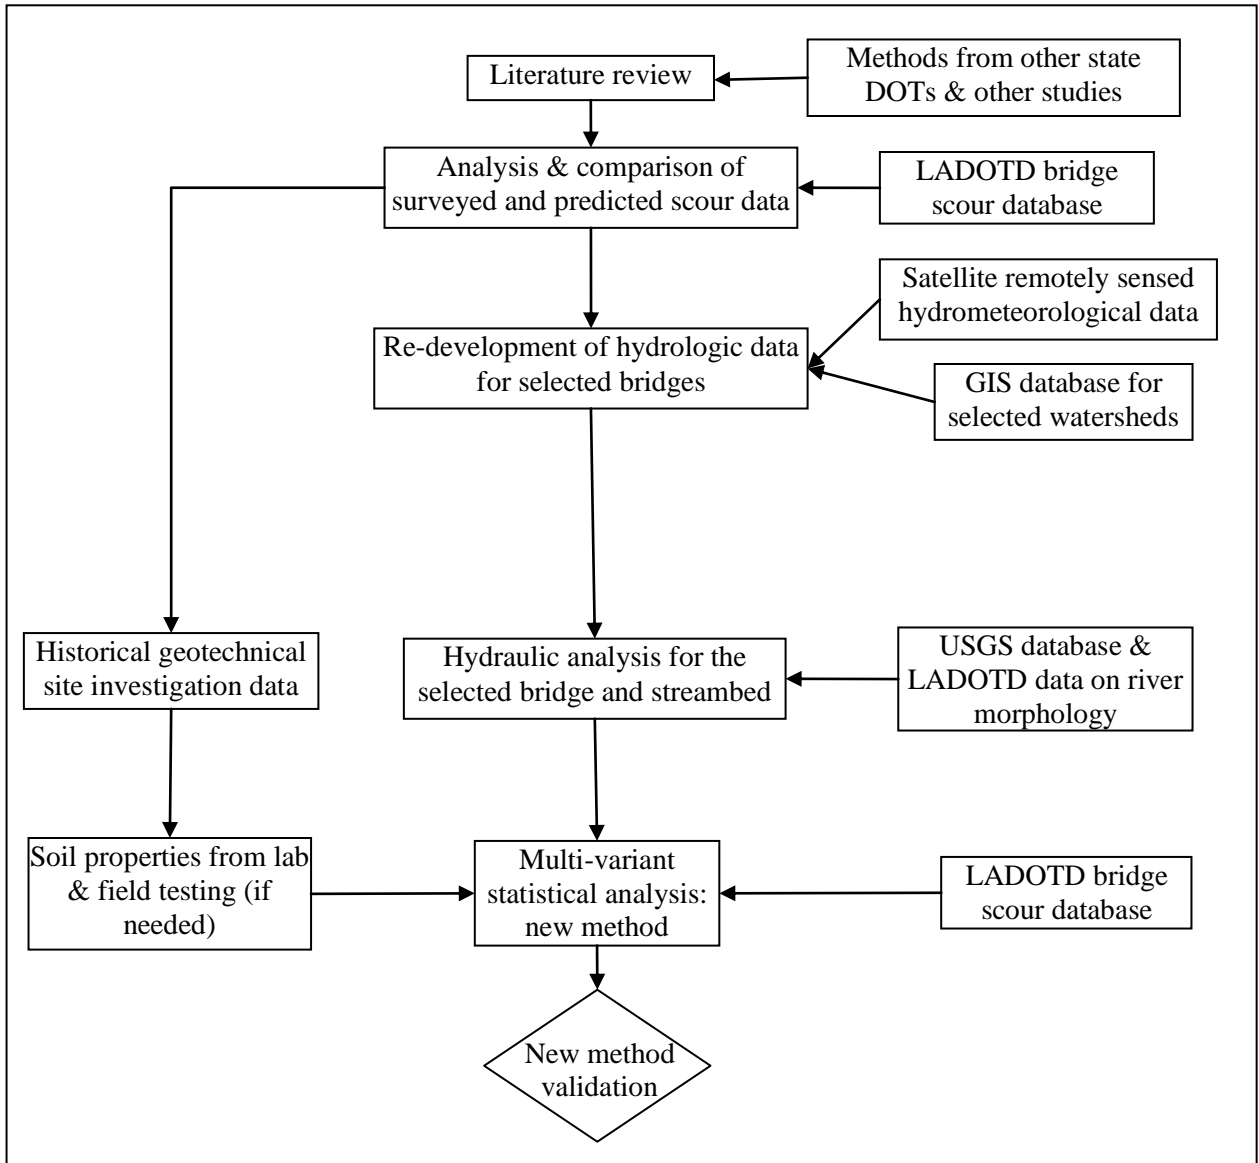 Literature review
Methods from other state
DOTs & other studies
Analysis & comparison of
surveyed and predicted scour data
LADOTD bridge
scour database
Satellite remotely sensed
hydrometeorological data
Re-development of hydrologic data
for selected bridges
GIS database for
selected watersheds
Historical geotechnical
site investigation data
Hydraulic analysis for the
selected bridge and streambed
USGS database &
LADOTD data on river
morphology
Soil properties from lab
& field testing (if
needed)
Multi-variant
statistical analysis:
new method
LADOTD bridge
scour database
New method
validation